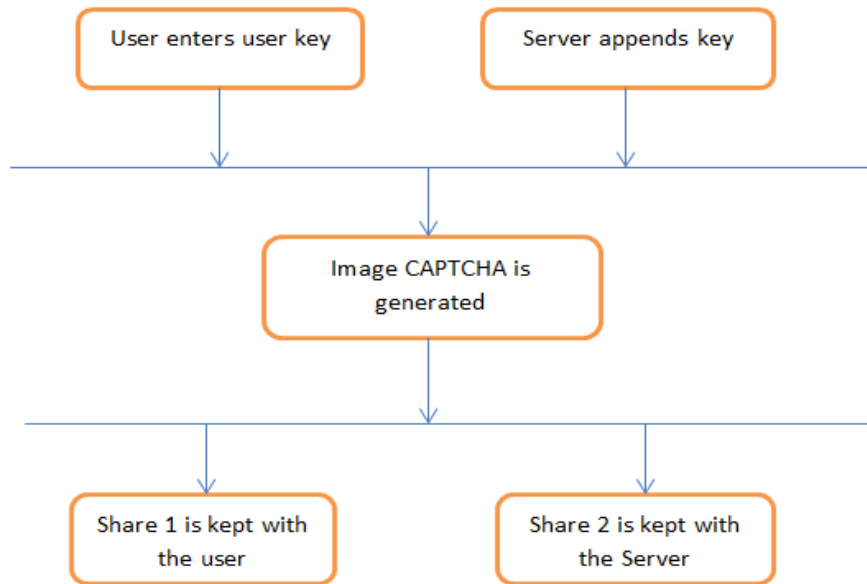 User enters user key
Server appends key
Image CAPTCHA is
generated
Share 1 is kept with
the user
Share 2 is kept with
the Server